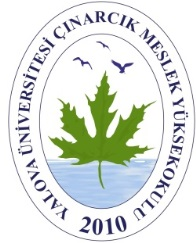 YALOVA ÜNİVERSİTESİ ÇINARCIK MESLEK YÜKSEKOKULU
2010